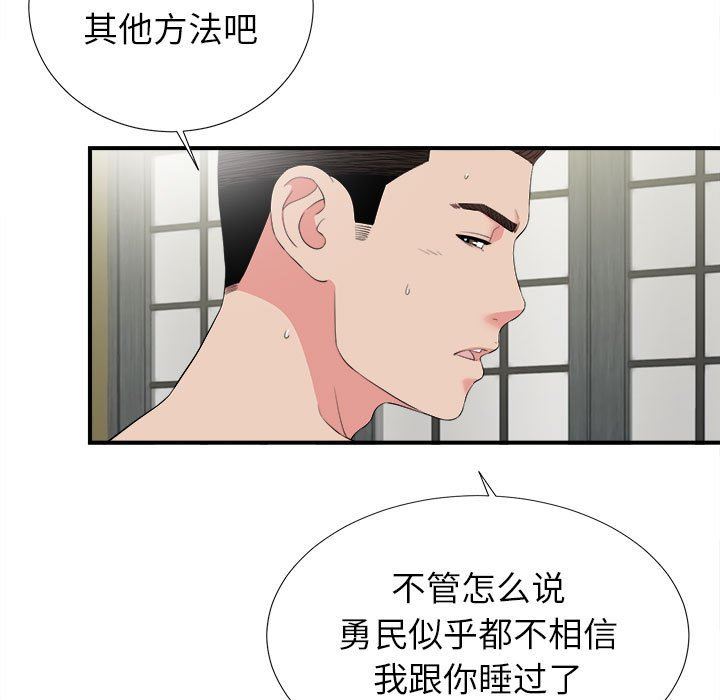 其他方法吧
不管怎么说
勇民似乎都不相信
我跟你睡过了